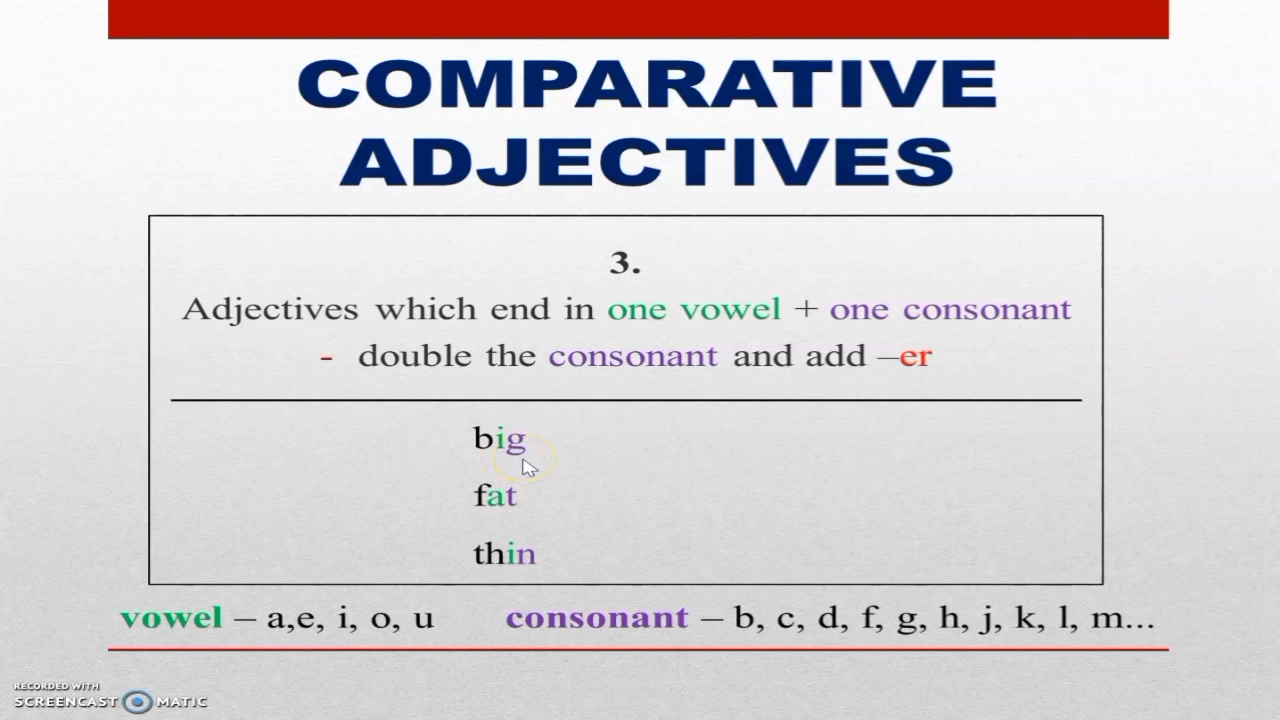 COMPARATIVE
ADJECTIVES
3.
Adjectives which end in one vowel + one consonant
- double the consonant and add –er
big
fat
thin
vowel – a,e, i, o, u consonant – b, c, d, f, g, h, j, k, l, m...
RECORDED WITH
SCREENCAST MATIC